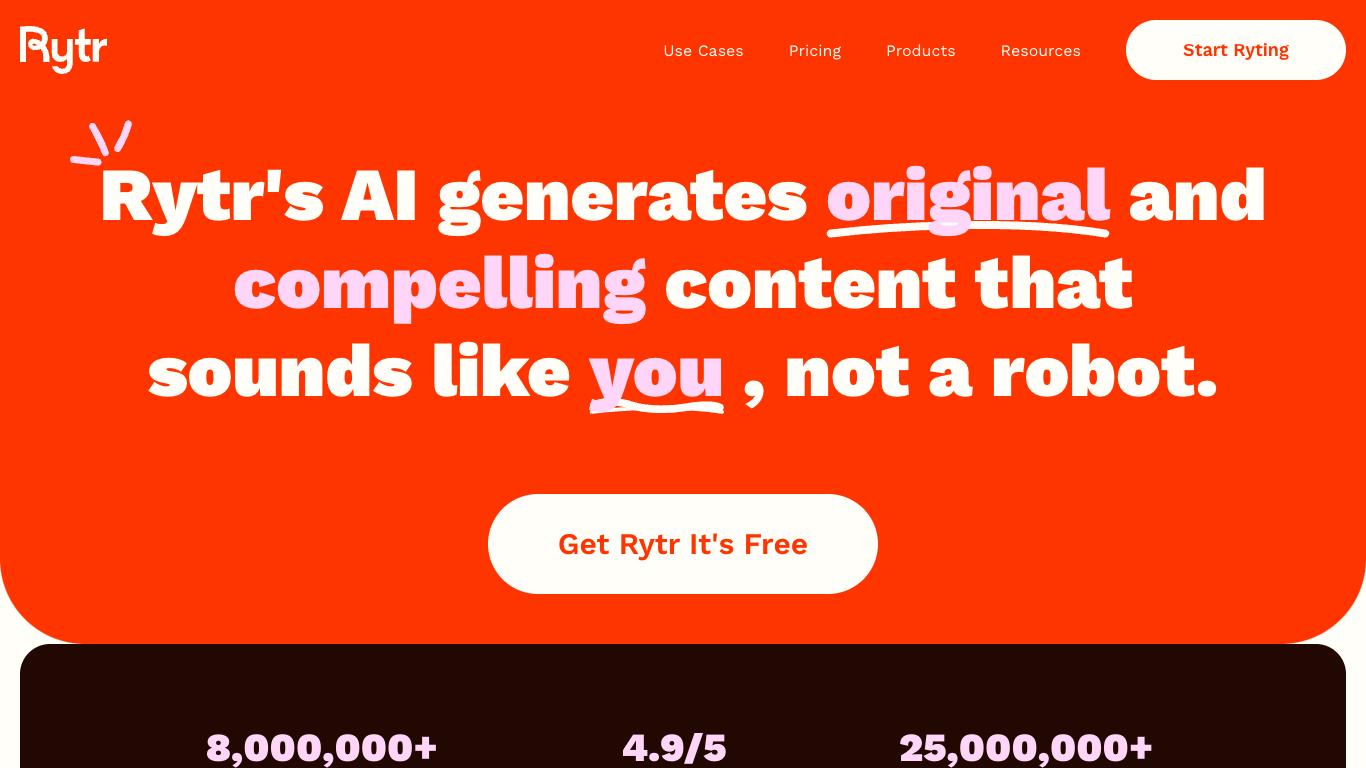 Rytr
Use Cases
Pricing
Products
Resources
Start Ryting
Rytr's AI generates original and
compelling content that
sounds like you , not a robot.
Get Rytr It's Free
8,000,000+
4.9/5
25,000,000+